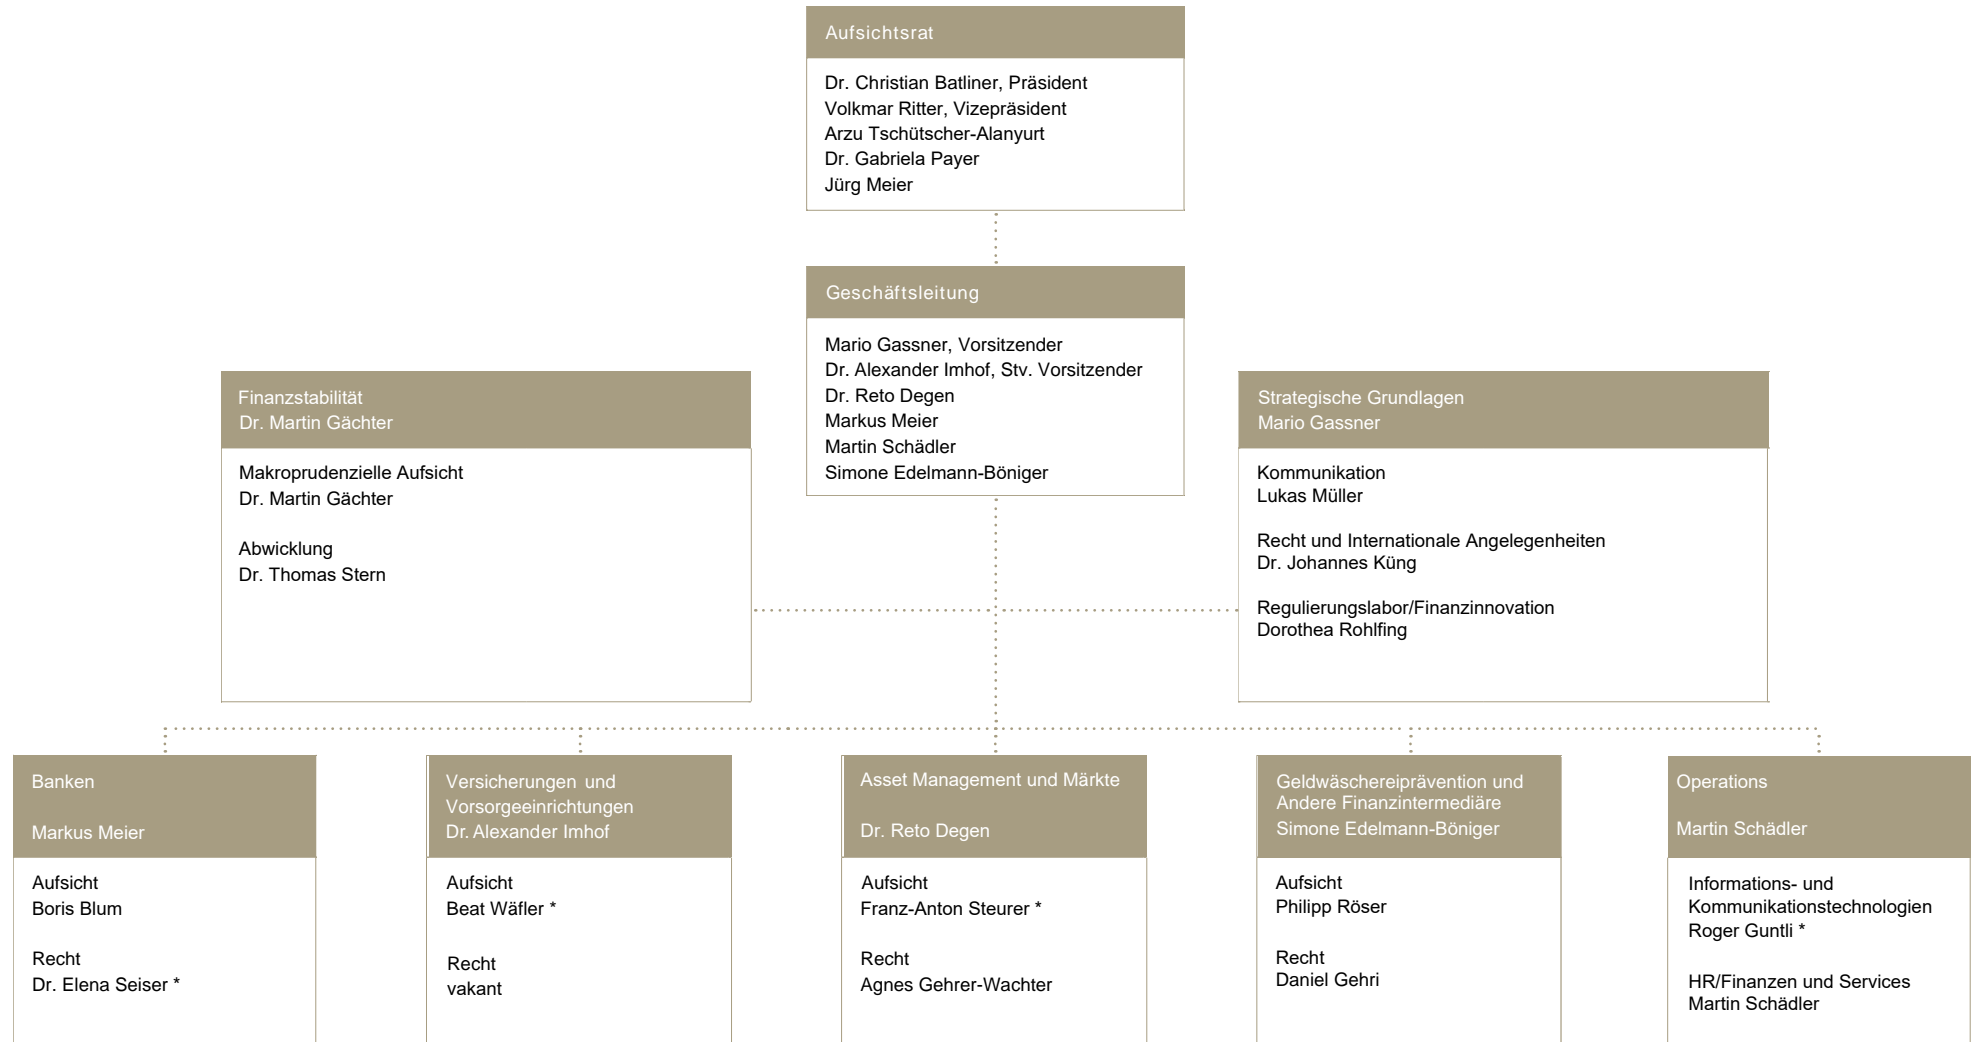 Aufsichtsrat
Dr. Christian Batliner, Präsident
Volkmar Ritter, Vizepräsident
Arzu Tschütscher-Alanyurt
Dr. Gabriela Payer
Jürg Meier
Geschäftsleitung
Mario Gassner, Vorsitzender
Dr. Alexander Imhof, Stv. Vorsitzender
Dr. Reto Degen
Markus Meier
Martin Schädler
Simone Edelmann-Böniger
Finanzstabilität
Dr. Martin Gächter
Makroprudenzielle Aufsicht
Dr. Martin Gächter
Abwicklung
Dr. Thomas Stern
Strategische Grundlagen
Mario Gassner
Kommunikation
Lukas Müller
Recht und Internationale Angelegenheiten
Dr. Johannes Küng
Regulierungslabor/Finanzinnovation
Dorothea Rohlfing
Banken
Markus Meier
Aufsicht
Boris Blum
Recht
Dr. Elena Seiser *
Versicherungen und
Vorsorgeeinrichtungen
Dr. Alexander Imhof
Aufsicht
Beat Wäfler *
Recht
vakant
Asset Management und Märkte
Dr. Reto Degen
Aufsicht
Franz-Anton Steurer *
Recht
Agnes Gehrer-Wachter
Geldwäschereiprävention und
Andere Finanzintermediäre
Simone Edelmann-Böniger
Aufsicht
Philipp Röser
Recht
Daniel Gehri
Operations
Martin Schädler
Informations- und
Kommunikationstechnologien
Roger Guntli *
HR/Finanzen und Services
Martin Schädler